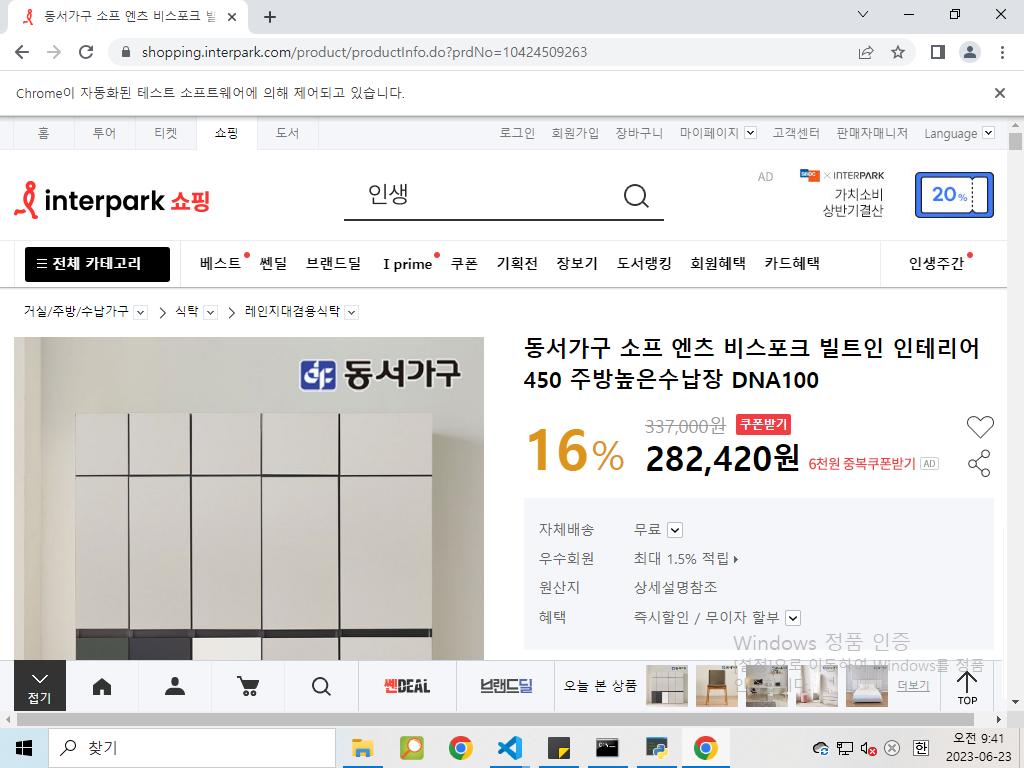 동서가구 소프 엔츠 비스포크 빌
shopping.interpark.com/product/productInfo.do?prdNo=10424509263
Chrome이 자동화된 테스트 소프트웨어에 의해 제어되고 있습니다.
홈 투어 티켓 쇼핑 도서 로그인 회원가입 장바구니 마이페이지 고객센터 판매자매니저 Language
interpark 쇼핑 인생 AD × INTERPARK
가치소비
상반기결산
20%
전체 카테고리 베스트 쎈딜 브랜드딜 I prime 쿠폰 기획전 장보기 도서랭킹 회원혜택 카드혜택 인생주간
거실/주방/수납가구 > 식탁 > 레인지대겸용식탁
동서가구
동서가구 소프 엔츠 비스포크 빌트인 인테리어
450 주방높은수납장 DNA100
16% 337,000원 쿠폰받기
282,420원 6천원 중복쿠폰받기 AD
자체배송 무료
우수회원 최대 1.5% 적립
원산지 상세설명참조
혜택 즉시할인 / 무이자 할부
Windows 정품 인증
[설정]으로 이동하여 Windows를 정품
접기 쎈DEAL 브랜드딜 오늘 본 상품 더보기 TOP
찾기
한
오전 9:41
2023-06-23